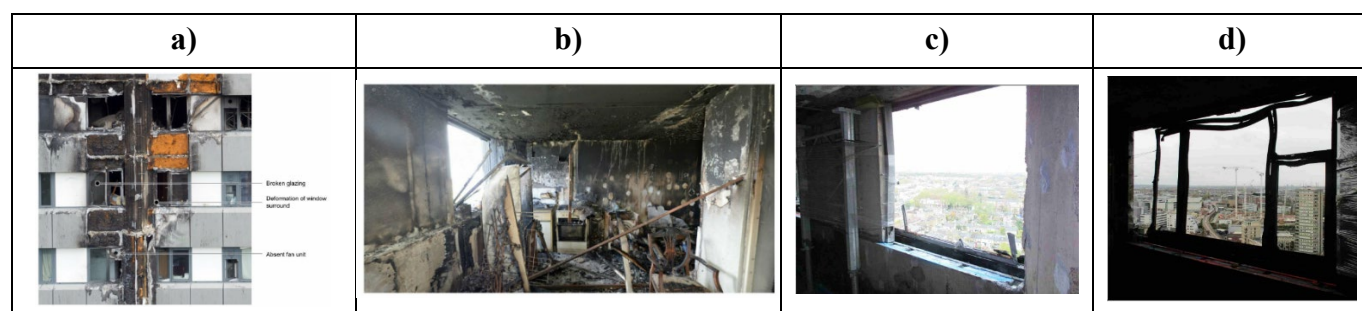 a)
b)
c)
d)
Broken glazing
Deformation of window
surround
Absent fan unit